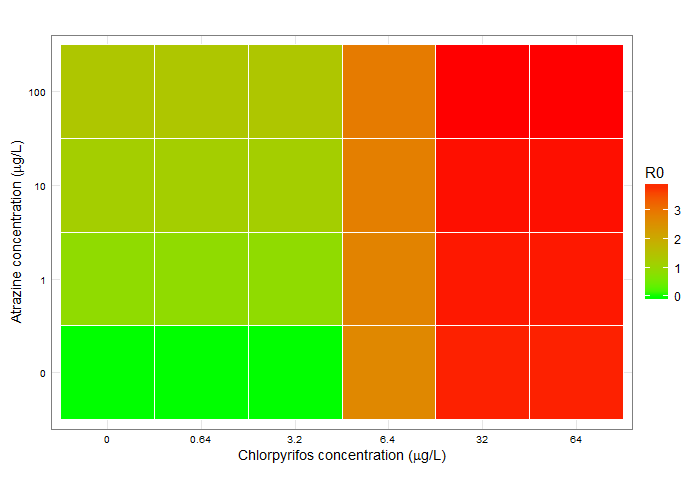 100
10
1
0
Atrazine concentration (μg/L)
0 0.64 3.2 6.4 32 64
Chlorpyrifos concentration (μg/L)
R0
3
2
1
0